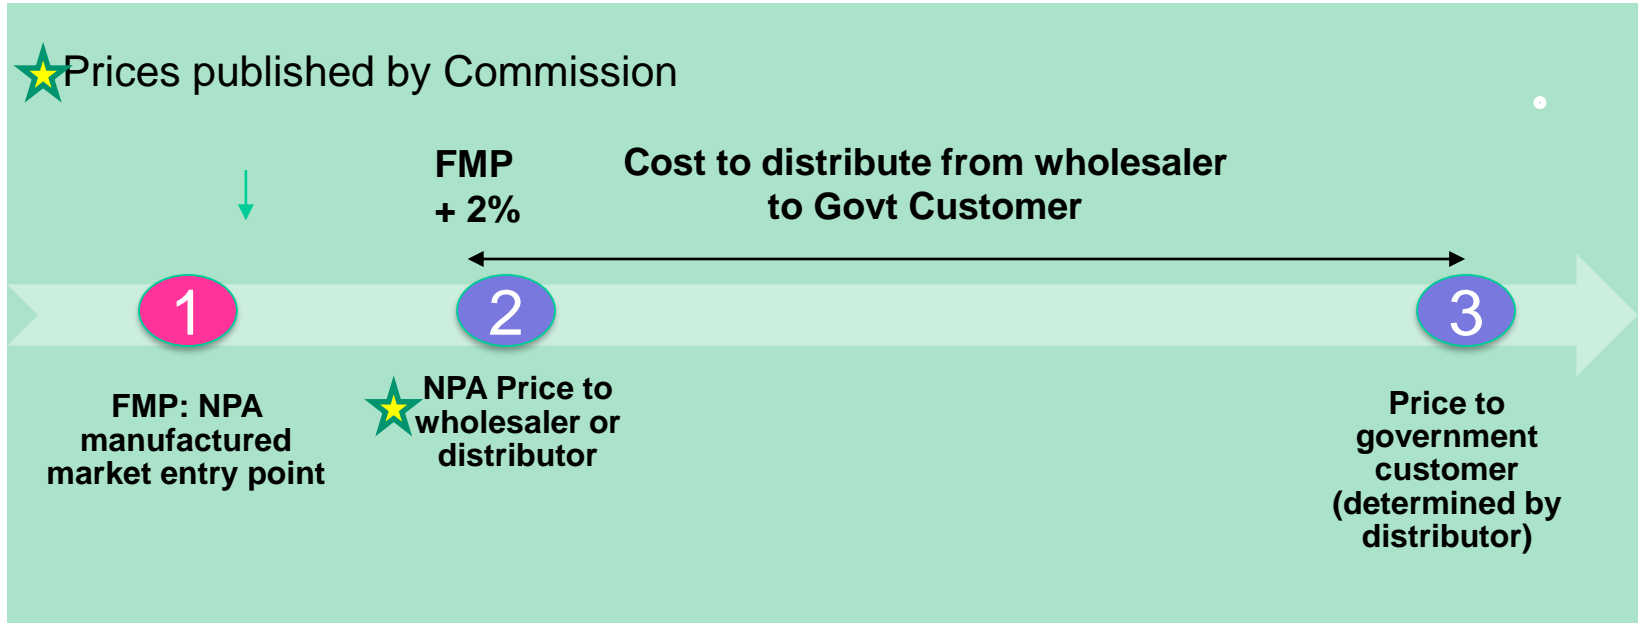 Prices published by Commission
FMP
+ 2%
Cost to distribute from wholesaler
to Govt Customer
1
2
3
FMP: NPA
manufactured
market entry point
NPA Price to
wholesaler or
distributor
Price to
government
customer
(determined by
distributor)